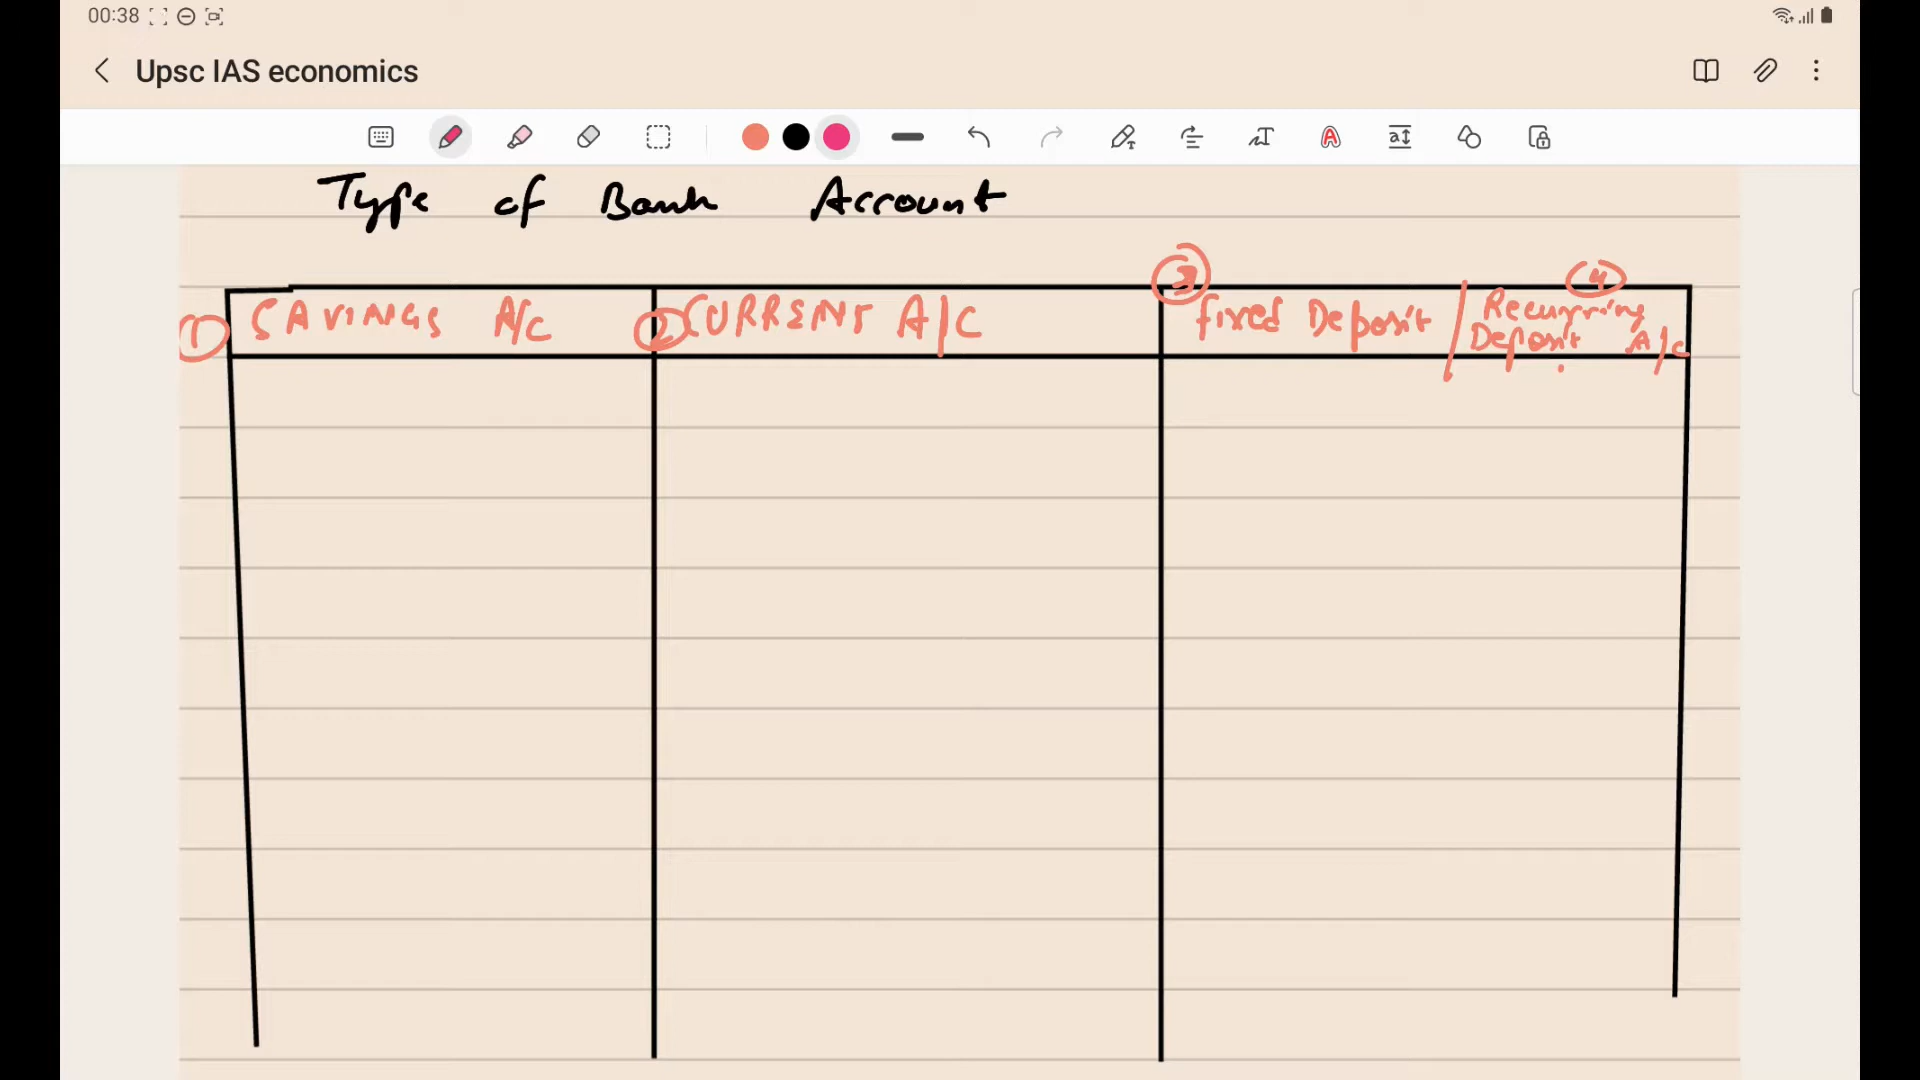 00:38
Upsc IAS economics
Type of Bank Account
① SAVINGS A/C ② CURRENT A/C ③ fixed Deposit / ④ Recurring
Deposit A/C